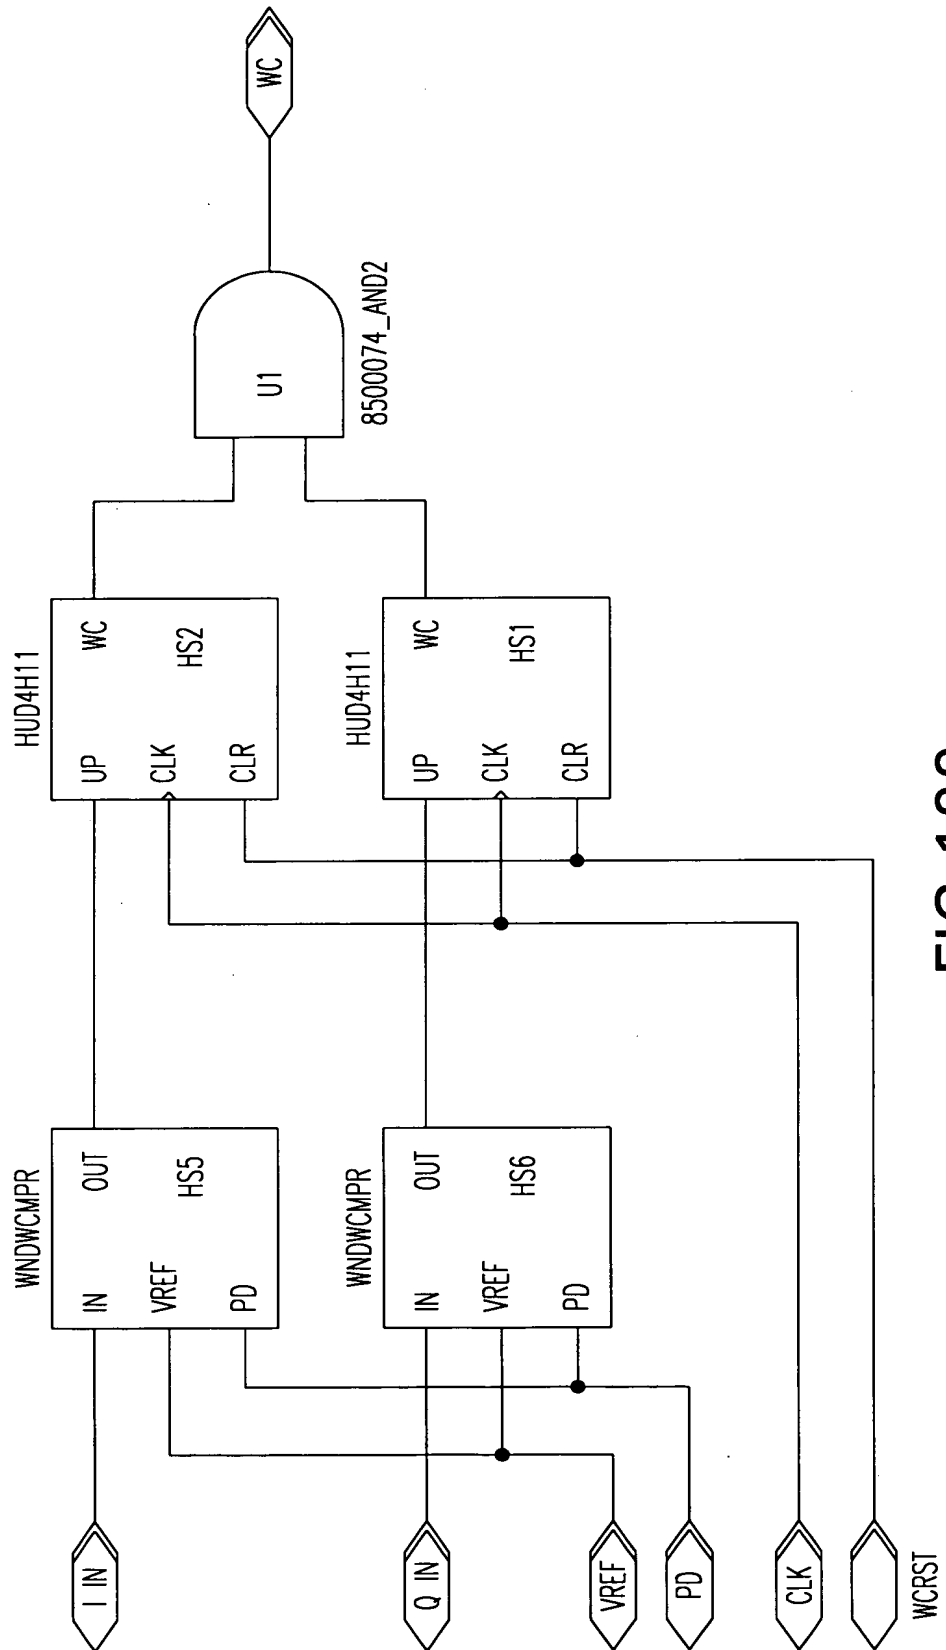 WNDWCMPR
IN
OUT
VREF
PD
HS5
HUD4H11
UP
WC
CLK
CLR
HS2
U1
8500074_AND2
WC
WNDWCMPR
IN
OUT
VREF
PD
HS6
HUD4H11
UP
WC
CLK
CLR
HS1
I IN
Q IN
VREF
PD
CLK
WCRST